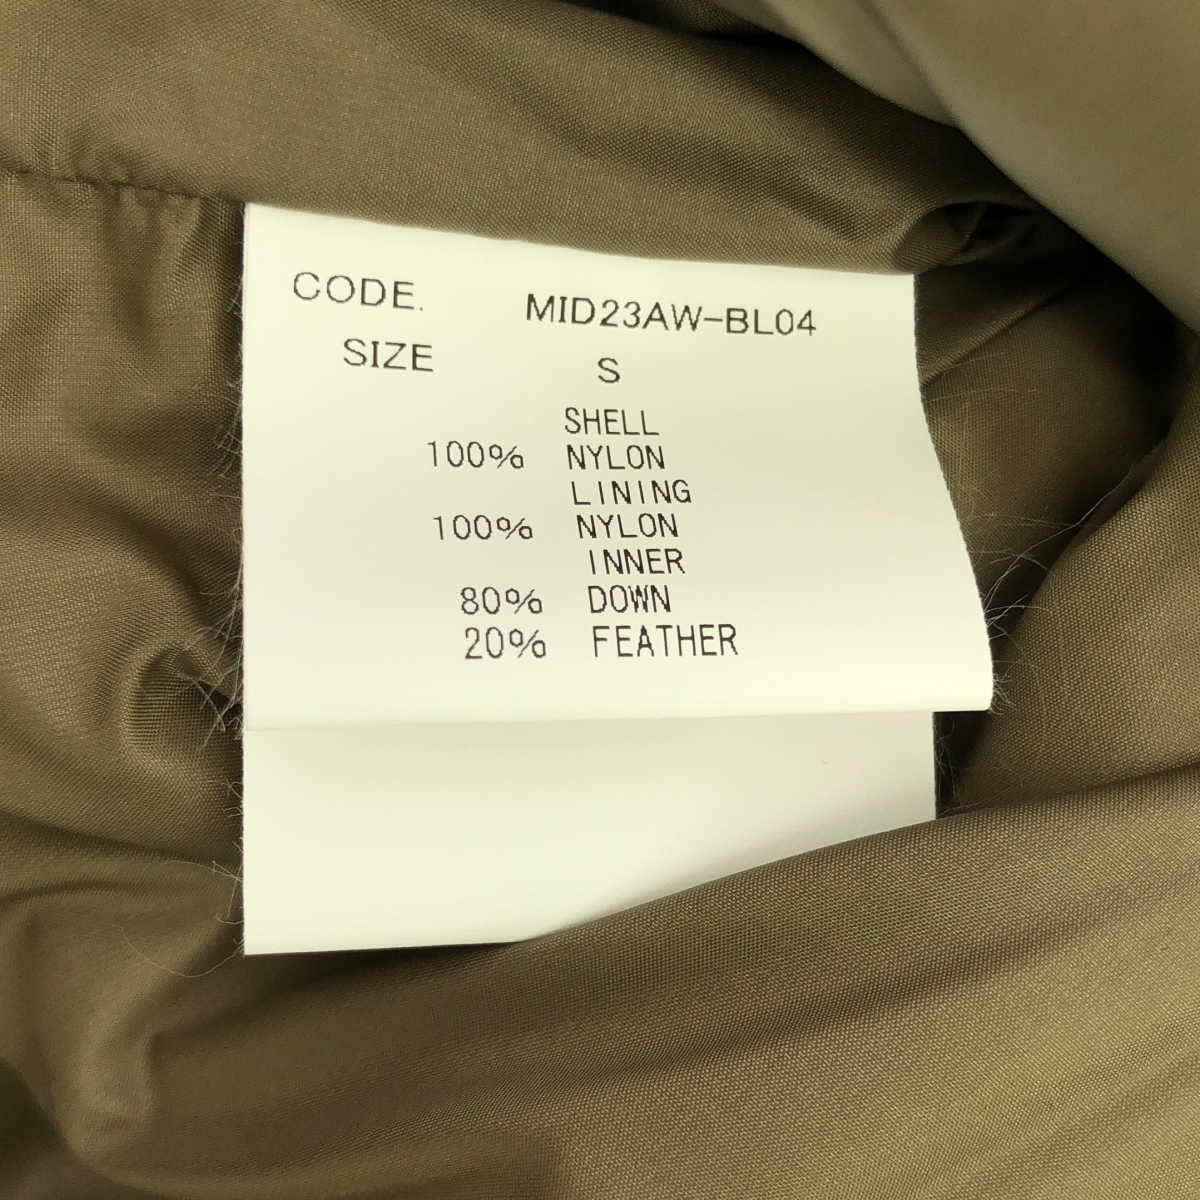 CODE. MID23AW-BL04
SIZE S
SHELL
100% NYLON
LINING
100% NYLON
INNER
80% DOWN
20% FEATHER